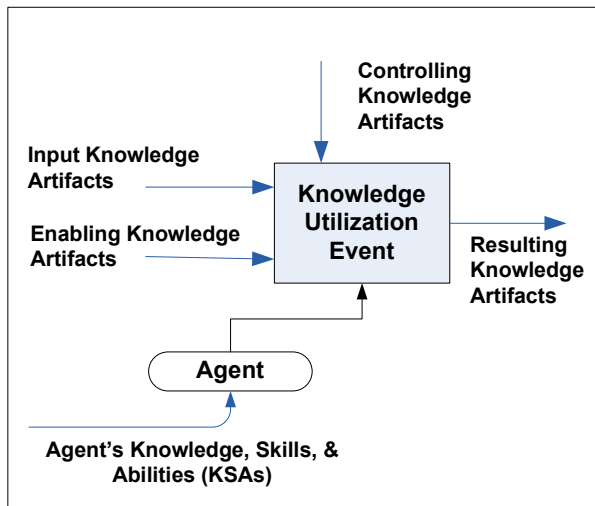 Controlling
Knowledge
Artifacts
Input Knowledge
Artifacts
Enabling Knowledge
Artifacts
Knowledge
Utilization
Event
Resulting
Knowledge
Artifacts
Agent
Agent's Knowledge, Skills, &
Abilities (KSAs)